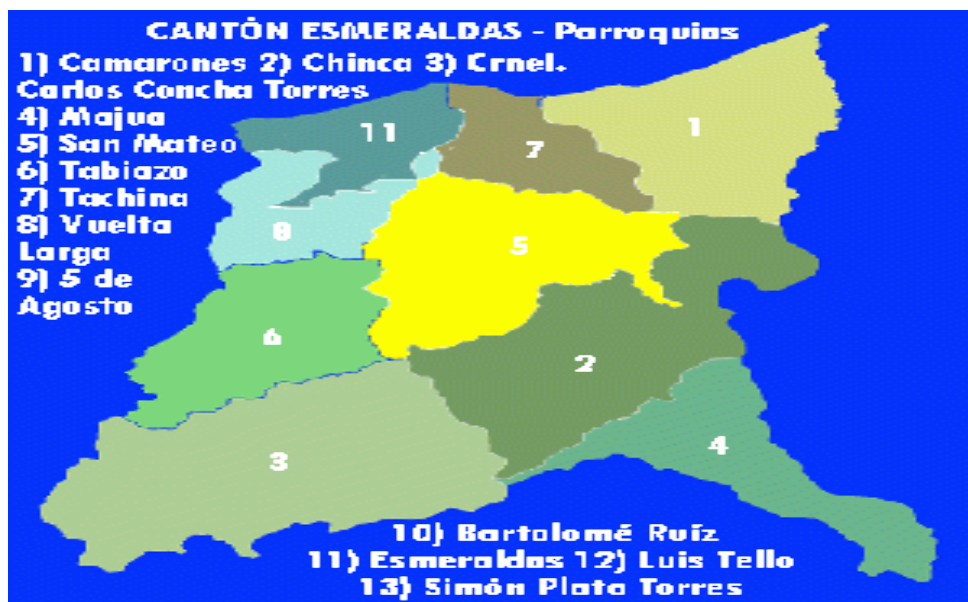 CANTÓN ESMERALDAS - Parroquias
1) Camarones 2) Chinca 3) Crnel.
Carlos Concha Torres
4) Majua
5) San Mateo
6) Tabiazo
7) Tachina
8) Vuelta
Larga
9) 5 de
Agosto
11
7
1
8
5
6
2
3
4
10) Bartolomé Ruíz
11) Esmeraldas 12) Luis Tello
13) Simón Plata Torres